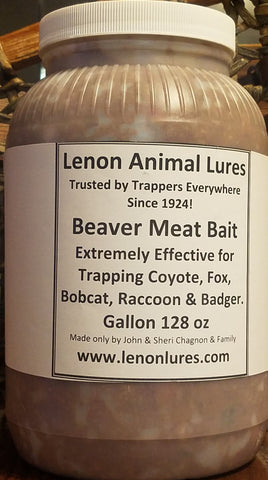 Lenon Animal Lures
Trusted by Trappers Everywhere
Since 1924!
Beaver Meat Bait
Extremely Effective for
Trapping Coyote, Fox,
Bobcat, Raccoon & Badger.
Gallon 128 oz
Made only by John & Sheri Chagnon & Family
www.lenonlures.com